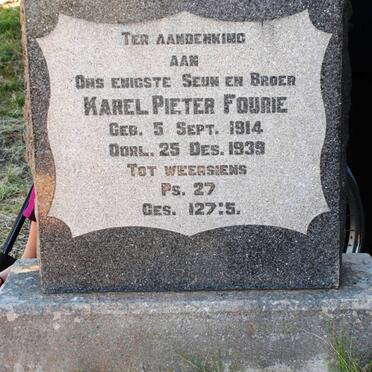 TER AANDENKING
AAN
ONS ENIGSTE SEUN EN BROER
KAREL PIETER FOURIE
GEB. 5 SEPT. 1914
OORL. 25 DES. 1939
TOT WEERSIENS
PS. 27
GES. 127:5.